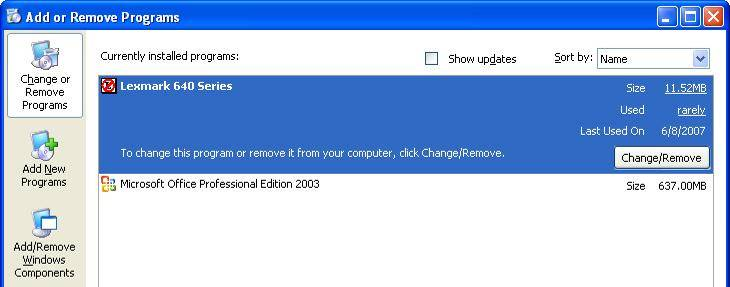 Add or Remove Programs
Change or
Remove
Programs
Add New
Programs
Add/Remove
Windows
Components
Currently installed programs:
Show updates
Sort by: Name
Lexmark 640 Series
Size 11.52MB
Used rarely
Last Used On 6/8/2007
To change this program or remove it from your computer, click Change/Remove.
Change/Remove
Microsoft Office Professional Edition 2003
Size 637.00MB